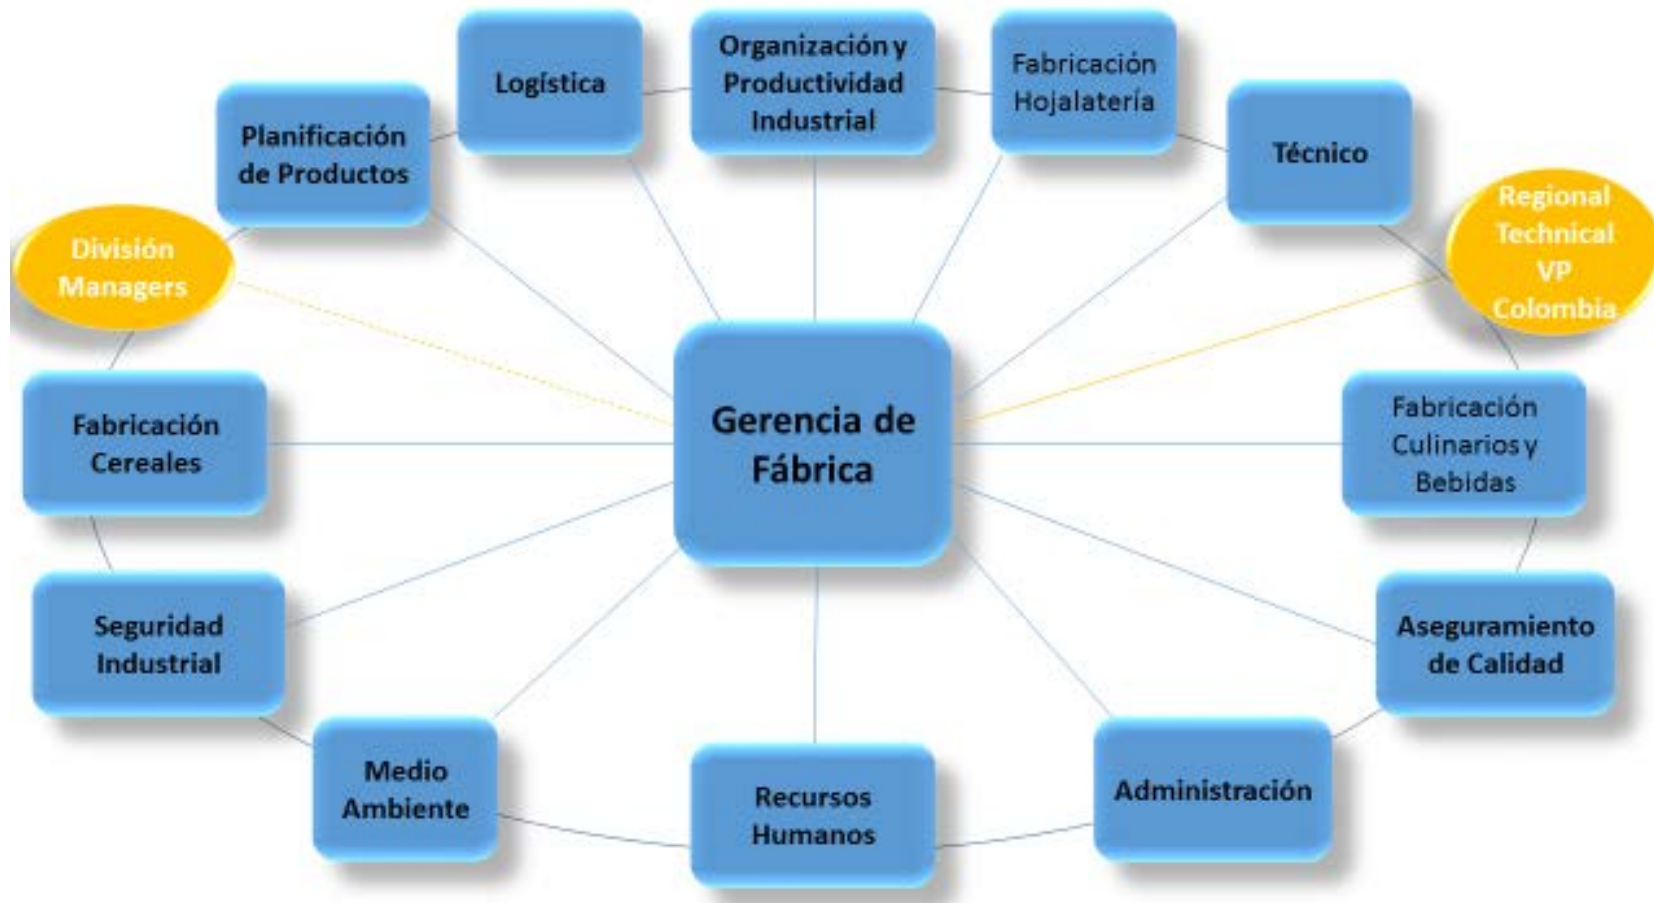 Logística
Organización y
Productividad
Industrial
Fabricación
Hojalatería
Planificación
de Productos
Técnico
Regional
Technical
VP
Colombia
División
Managers
Gerencia de
Fábrica
Fabricación
Cereales
Fabricación
Culinarios y
Bebidas
Seguridad
Industrial
Aseguramiento
de Calidad
Medio
Ambiente
Recursos
Humanos
Administración